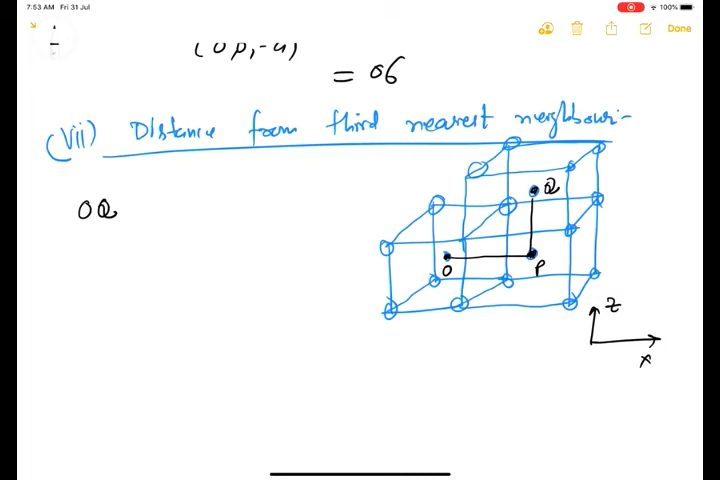 7:53 AM Fri 31 Jul
100%
Done
= 06
(Vii) Distance from third nearest neighbour:-
OQ
Q
O
P
Z
x